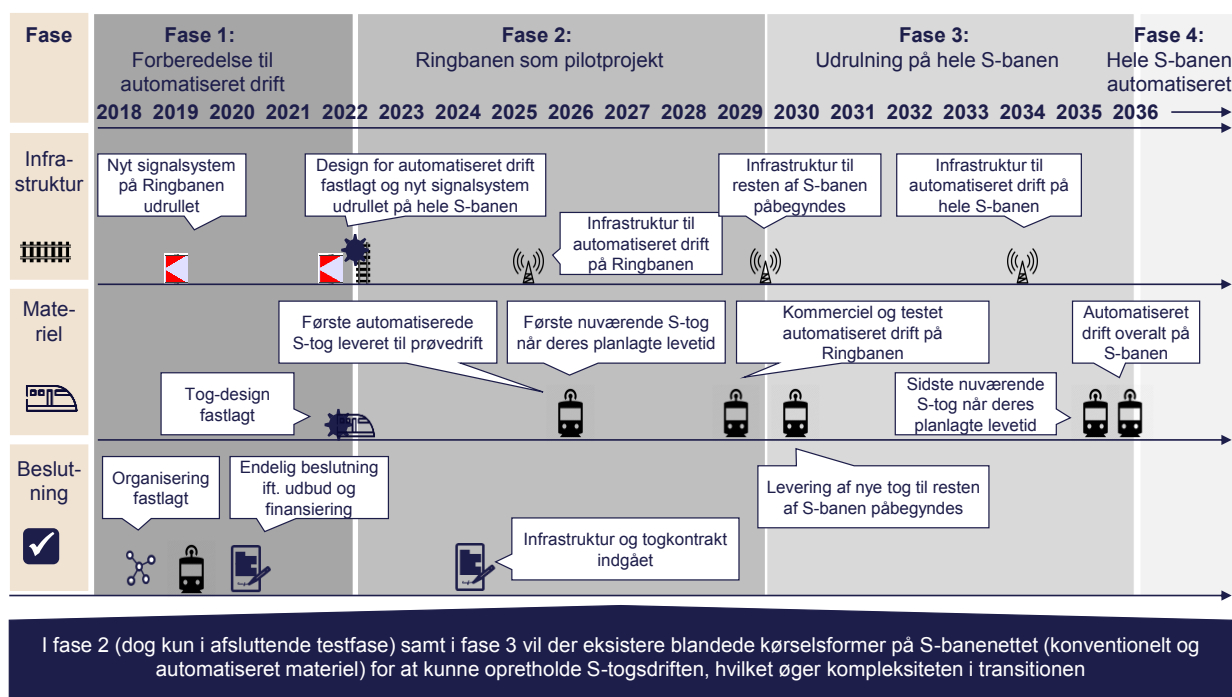 Fase
Fase 1:
Forberedelse til
automatiseret drift
Fase 2:
Ringbanen som pilotprojekt
Fase 3:
Udrulning på hele S-banen
Fase 4:
Hele S-banen
automatiseret
2018 2019 2020 2021 2022 2023 2024 2025 2026 2027 2028 2029 2030 2031 2032 2033 2034 2035 2036
Infra-
struktur
Nyt signalsystem
på Ringbanen
udrullet
Design for automatiseret drift
fastlagt og nyt signalsystem
udrullet på hele S-banen
Infrastruktur til
automatiseret drift
på Ringbanen
Infrastruktur til
resten af S-banen
påbegyndes
Infrastruktur til
automatiseret drift på
hele S-banen
Mate-
riel
Tog-design
fastlagt
Første automatiserede
S-tog leveret til prøvedrift
Første nuværende S-tog
når deres planlagte levetid
Kommerciel og testet
automatiseret drift på
Ringbanen
Sidste nuværende
S-tog når deres
planlagte levetid
Automatiseret
drift overalt på
S-banen
Beslut-
ning
Organisering
fastlagt
Endelig beslutning
ift. udbud og
finansiering
Infrastruktur og togkontrakt
indgået
Levering af nye tog til resten
af S-banen påbegyndes
I fase 2 (dog kun i afsluttende testfase) samt i fase 3 vil der eksistere blandede kørselsformer på S-banenettet (konventionelt og
automatiseret materiel) for at kunne opretholde S-togsdriften, hvilket øger kompleksiteten i transitionen